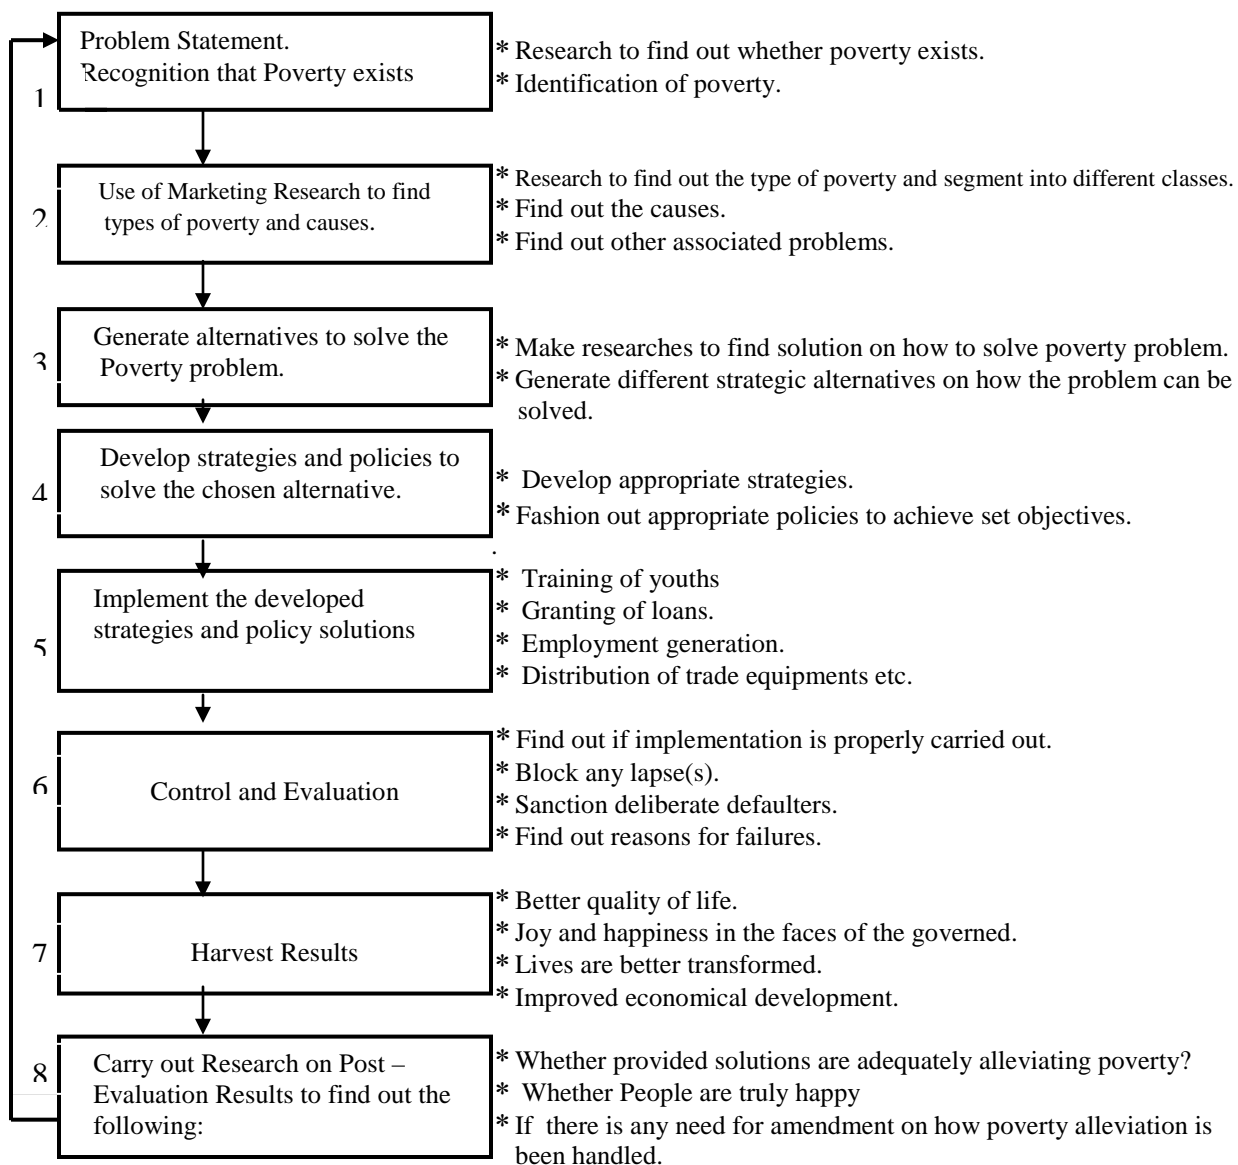 Problem Statement.
Recognition that Poverty exists
1
* Research to find out whether poverty exists.
* Identification of poverty.
Use of Marketing Research to find
types of poverty and causes.
2
* Research to find out the type of poverty and segment into different classes.
* Find out the causes.
* Find out other associated problems.
Generate alternatives to solve the
Poverty problem.
3
* Make researches to find solution on how to solve poverty problem.
* Generate different strategic alternatives on how the problem can be
solved.
Develop strategies and policies to
solve the chosen alternative.
4
* Develop appropriate strategies.
* Fashion out appropriate policies to achieve set objectives.
.
Implement the developed
strategies and policy solutions
5
* Training of youths
* Granting of loans.
* Employment generation.
* Distribution of trade equipments etc.
6
Control and Evaluation
* Find out if implementation is properly carried out.
* Block any lapse(s).
* Sanction deliberate defaulters.
* Find out reasons for failures.
7
Harvest Results
* Better quality of life.
* Joy and happiness in the faces of the governed.
* Lives are better transformed.
* Improved economical development.
8
Carry out Research on Post –
Evaluation Results to find out the
following:
* Whether provided solutions are adequately alleviating poverty?
* Whether People are truly happy
* If there is any need for amendment on how poverty alleviation is
been handled.